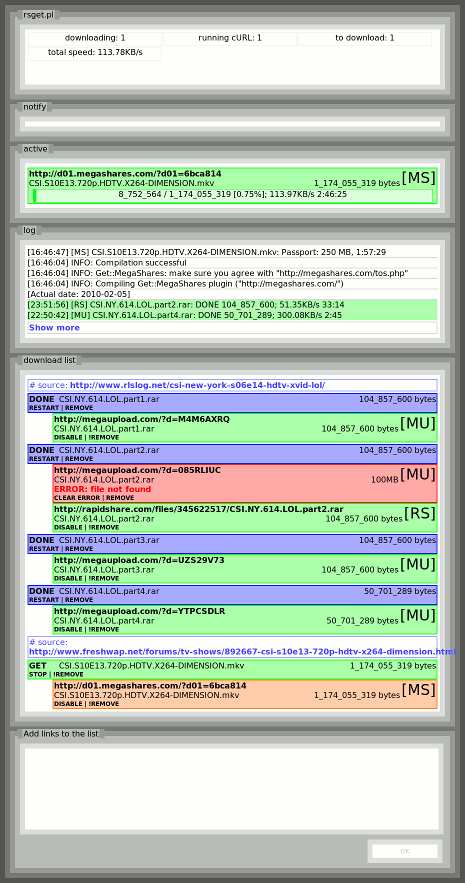 rsget.pl
downloading: 1 running cURL: 1 to download: 1
total speed: 113.78KB/s
notify
active
http://d01.megashares.com/?d01=6bca814 [MS]
CSI.S10E13.720p.HDTV.X264-DIMENSION.mkv 1_174_055_319 bytes
8_752_564 / 1_174_055_319 [0.75%]; 113.97KB/s 2:46:25
log
[16:46:47] [MS] CSI.S10E13.720p.HDTV.X264-DIMENSION.mkv: Passport: 250 MB, 1:57:29
[16:46:04] INFO: Compilation successful
[16:46:04] INFO: Get::MegaShares: make sure you agree with "http://megashares.com/tos.php"
[16:46:04] INFO: Compiling Get::MegaShares plugin ("http://megashares.com/")
[Actual date: 2010-02-05]
[23:51:56] [RS] CSI.NY.614.LOL.part2.rar: DONE 104_857_600; 51.35KB/s 33:14
[22:50:42] [MU] CSI.NY.614.LOL.part4.rar: DONE 50_701_289; 300.08KB/s 2:45
Show more
download list
# source: http://www.rlslog.net/csi-new-york-s06e14-hdtv-xvid-lol/
DONE CSI.NY.614.LOL.part1.rar 104_857_600 bytes
RESTART | REMOVE
http://megaupload.com/?d=M4M6AXRQ [MU]
CSI.NY.614.LOL.part1.rar 104_857_600 bytes
DISABLE | !REMOVE
DONE CSI.NY.614.LOL.part2.rar 104_857_600 bytes
RESTART | REMOVE
http://megaupload.com/?d=085RLIUC [MU]
CSI.NY.614.LOL.part2.rar 100MB
ERROR: file not found
CLEAR ERROR | REMOVE
http://rapidshare.com/files/345622517/CSI.NY.614.LOL.part2.rar [RS]
CSI.NY.614.LOL.part2.rar 104_857_600 bytes
DISABLE | !REMOVE
DONE CSI.NY.614.LOL.part3.rar 104_857_600 bytes
RESTART | REMOVE
http://megaupload.com/?d=UZS29V73 [MU]
CSI.NY.614.LOL.part3.rar 104_857_600 bytes
DISABLE | !REMOVE
DONE CSI.NY.614.LOL.part4.rar 50_701_289 bytes
RESTART | REMOVE
http://megaupload.com/?d=YTPCSDLR [MU]
CSI.NY.614.LOL.part4.rar 50_701_289 bytes
DISABLE | !REMOVE
# source:
http://www.freshwap.net/forums/tv-shows/892667-csi-s10e13-720p-hdtv-x264-dimension.html
GET CSI.S10E13.720p.HDTV.X264-DIMENSION.mkv 1_174_055_319 bytes
STOP | !REMOVE
http://d01.megashares.com/?d01=6bca814 [MS]
CSI.S10E13.720p.HDTV.X264-DIMENSION.mkv 1_174_055_319 bytes
DISABLE | !REMOVE
Add links to the list
OK